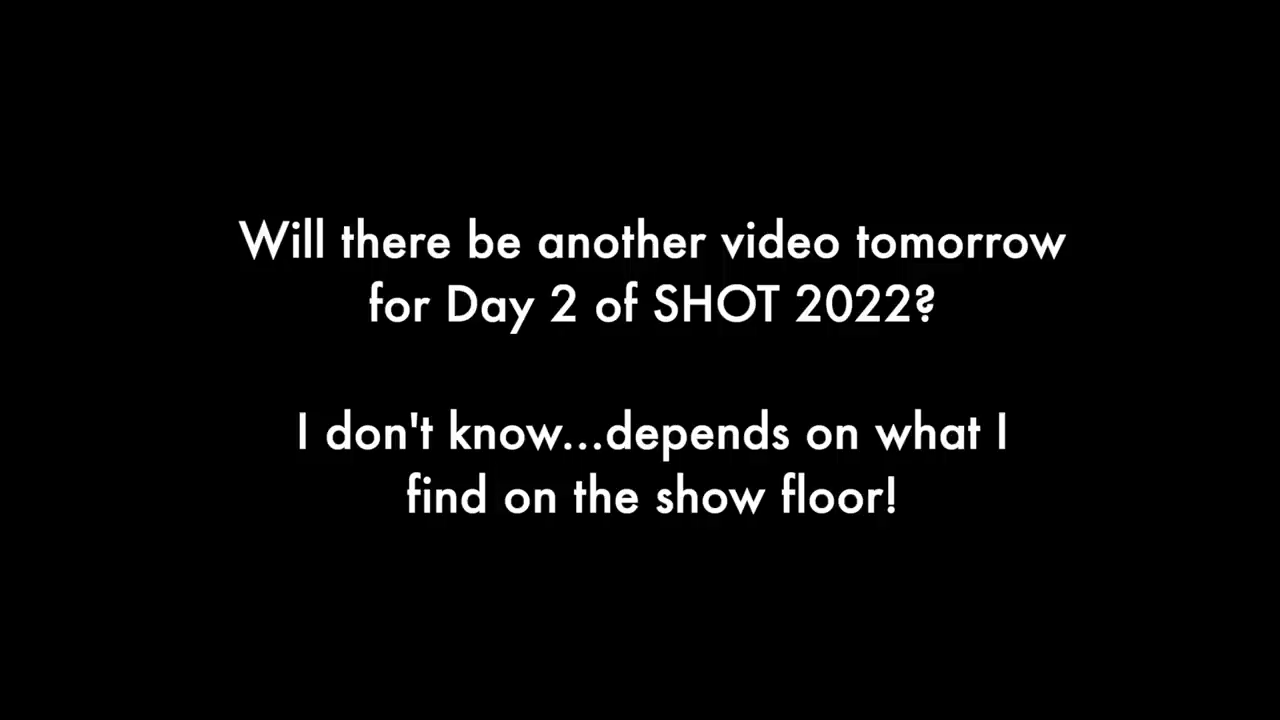 Will there be another video tomorrow
for Day 2 of SHOT 2022?
I don't know...depends on what I
find on the show floor!